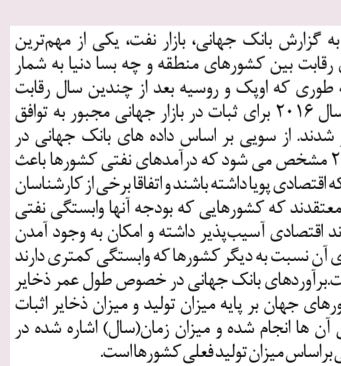 به گزارش بانک جهانی، بازار نفت، یکی از مهم‌ترین
رقابت بین کشورهای منطقه و چه بسا دنیا به شمار
طوری که اوپک و روسیه بعد از چندین سال رقابت
سال ۲۰۱۶ برای ثبات در بازار جهانی مجبور به توافق
شدند. از سویی بر اساس داده های بانک جهانی در
مشخص می شود که درآمدهای نفتی کشورها باعث
که اقتصادی پویا داشته باشند و اتفاقا برخی از کارشناسان
معتقدند که کشورهایی که بودجه آنها وابستگی نفتی
اقتصادی آسیب‌پذیر داشته و امکان به وجود آمدن
آن نسبت به دیگر کشورها که وابستگی کمتری دارند
برآوردهای بانک جهانی در خصوص طول عمر ذخایر
جهان بر پایه میزان تولید و میزان ذخایر اثبات
آن ها انجام شده و میزان زمان(سال) اشاره شده در
براساس میزان تولید فعلی کشورها است.